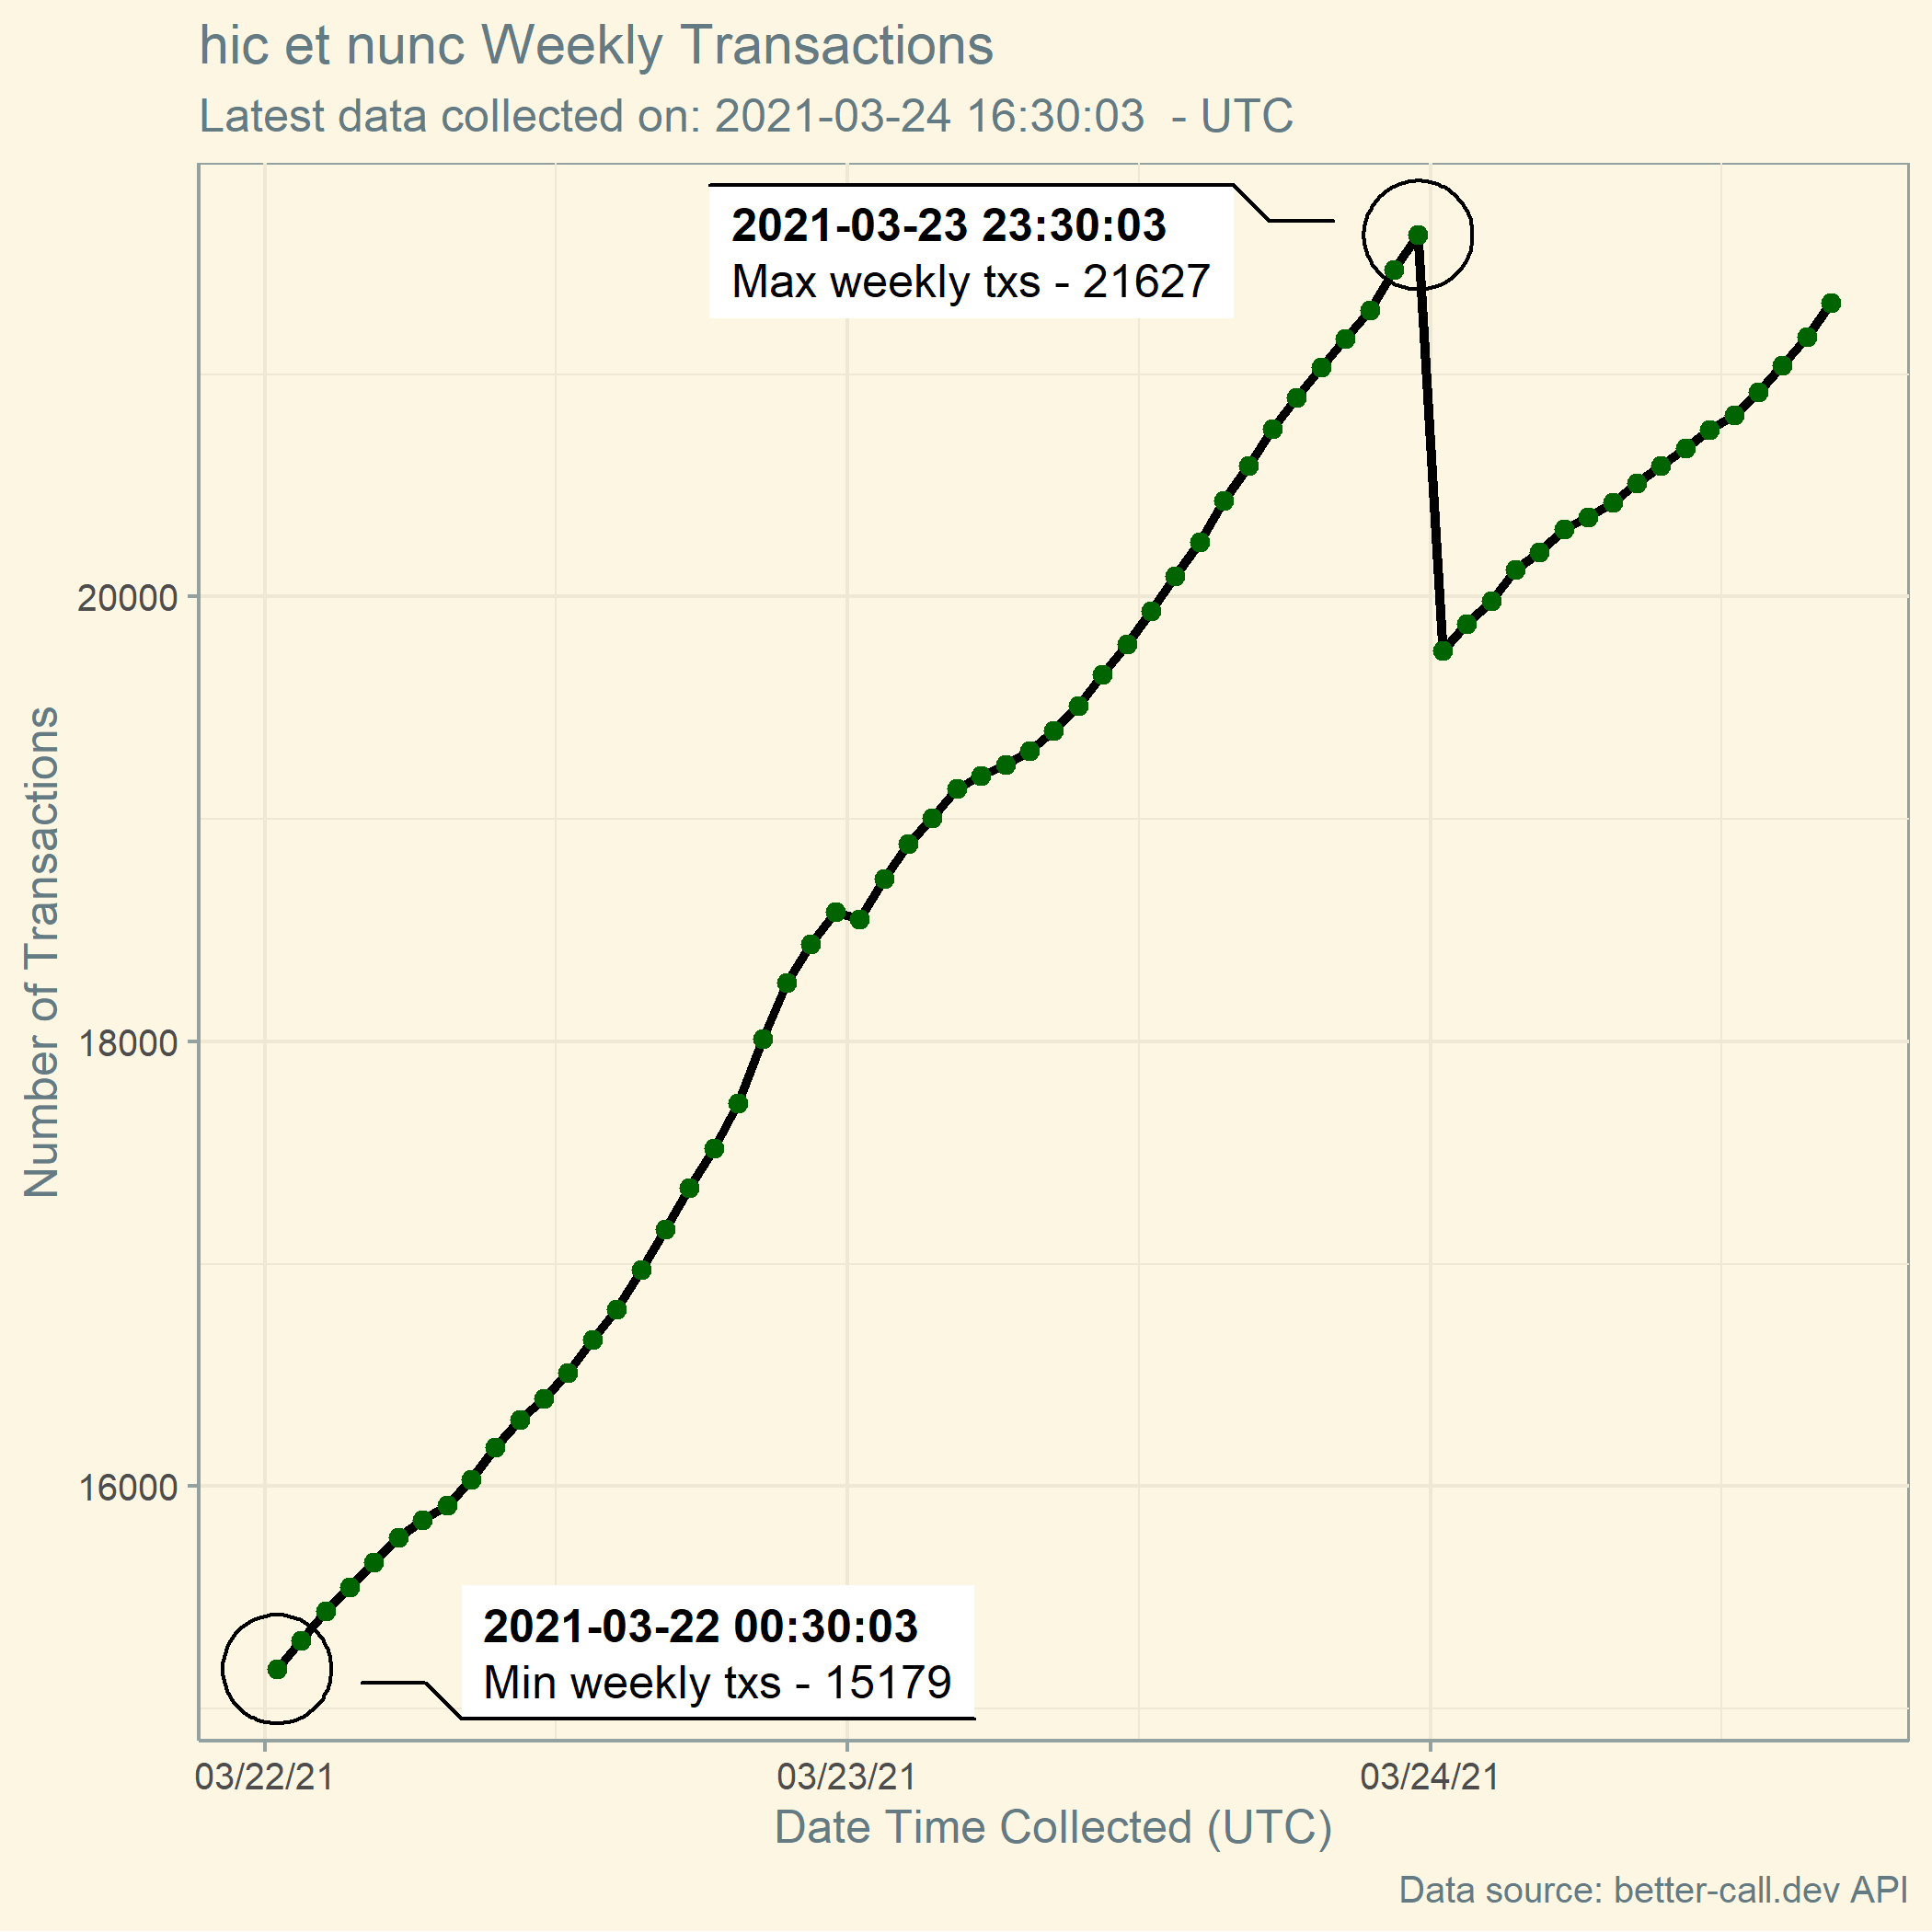 hic et nunc Weekly Transactions
Latest data collected on: 2021-03-24 16:30:03  - UTC
2021-03-23 23:30:03
Max weekly txs - 21627
20000
18000
16000
Number of Transactions
2021-03-22 00:30:03
Min weekly txs - 15179
03/22/21 03/23/21 03/24/21
Date Time Collected (UTC)
Data source: better-call.dev API